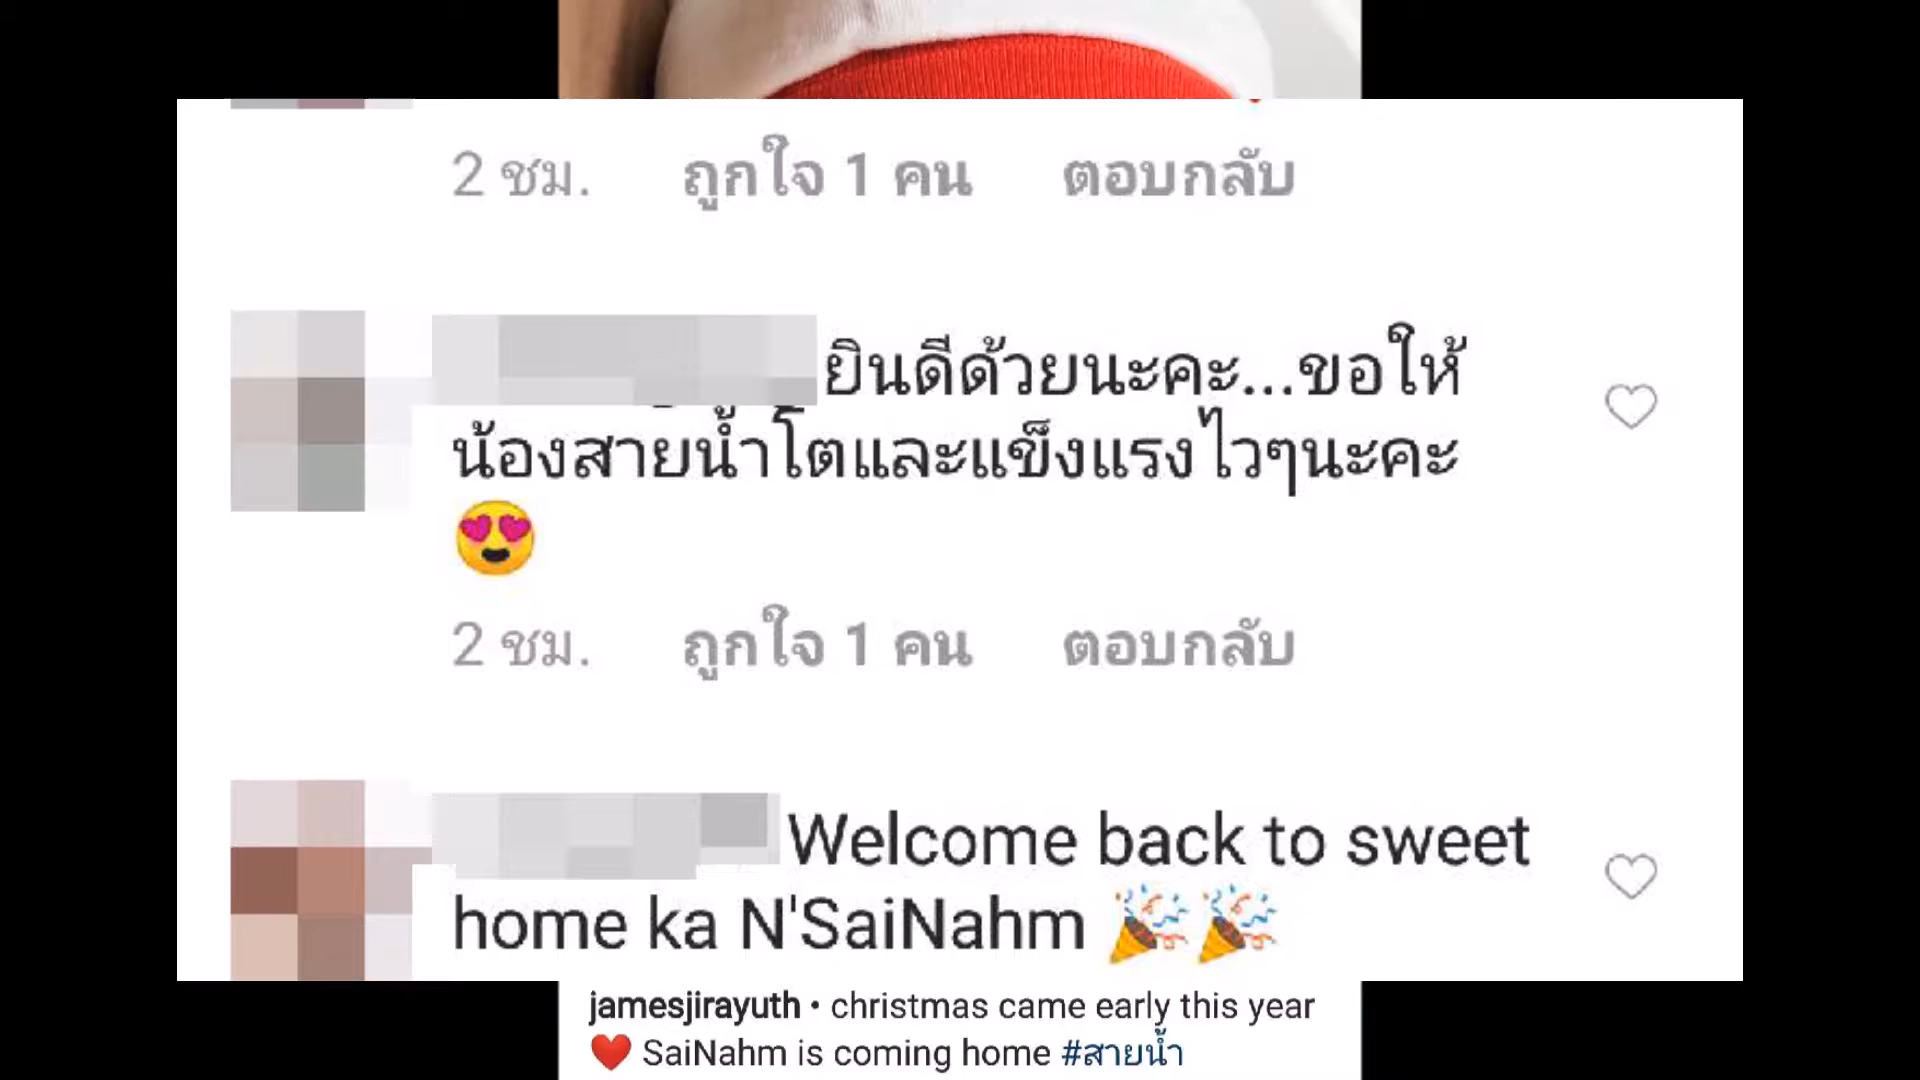 2 ชม. ถูกใจ 1 คน ตอบกลับ
ยินดีด้วยนะคะ...ขอให้
น้องสายน้ำโตและแข็งแรงไวๆนะคะ
😍
2 ชม. ถูกใจ 1 คน ตอบกลับ
Welcome back to sweet
home ka N'SaiNahm 🎉🎉
jamesjirayuth • christmas came early this year
❤️ SaiNahm is coming home #สายน้ำ